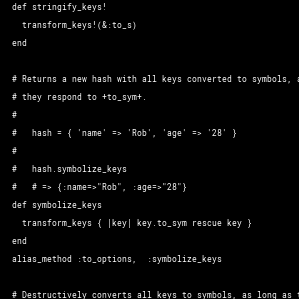 def stringify_keys!
  transform_keys!(&:to_s)
end

# Returns a new hash with all keys converted to symbols, a
# they respond to +to_sym+.
#
#   hash = { 'name' => 'Rob', 'age' => '28' }
#
#   hash.symbolize_keys
#   # => {:name=>"Rob", :age=>"28"}
def symbolize_keys
  transform_keys { |key| key.to_sym rescue key }
end
alias_method :to_options,  :symbolize_keys

# Destructively converts all keys to symbols, as long as t